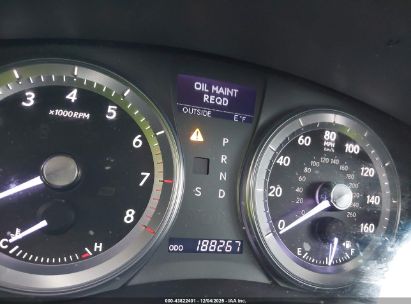 OIL MAINT
REQD
OUTSIDE E°F
x1000RPM
3
4
5
6
7
8
C
H
P
R
N
D
S
ODO 188267
0
20
40
60
80
100
120
140
160
MPH
km/h
E
F
000-43822401 - 12/04/2025 - IAA Inc.